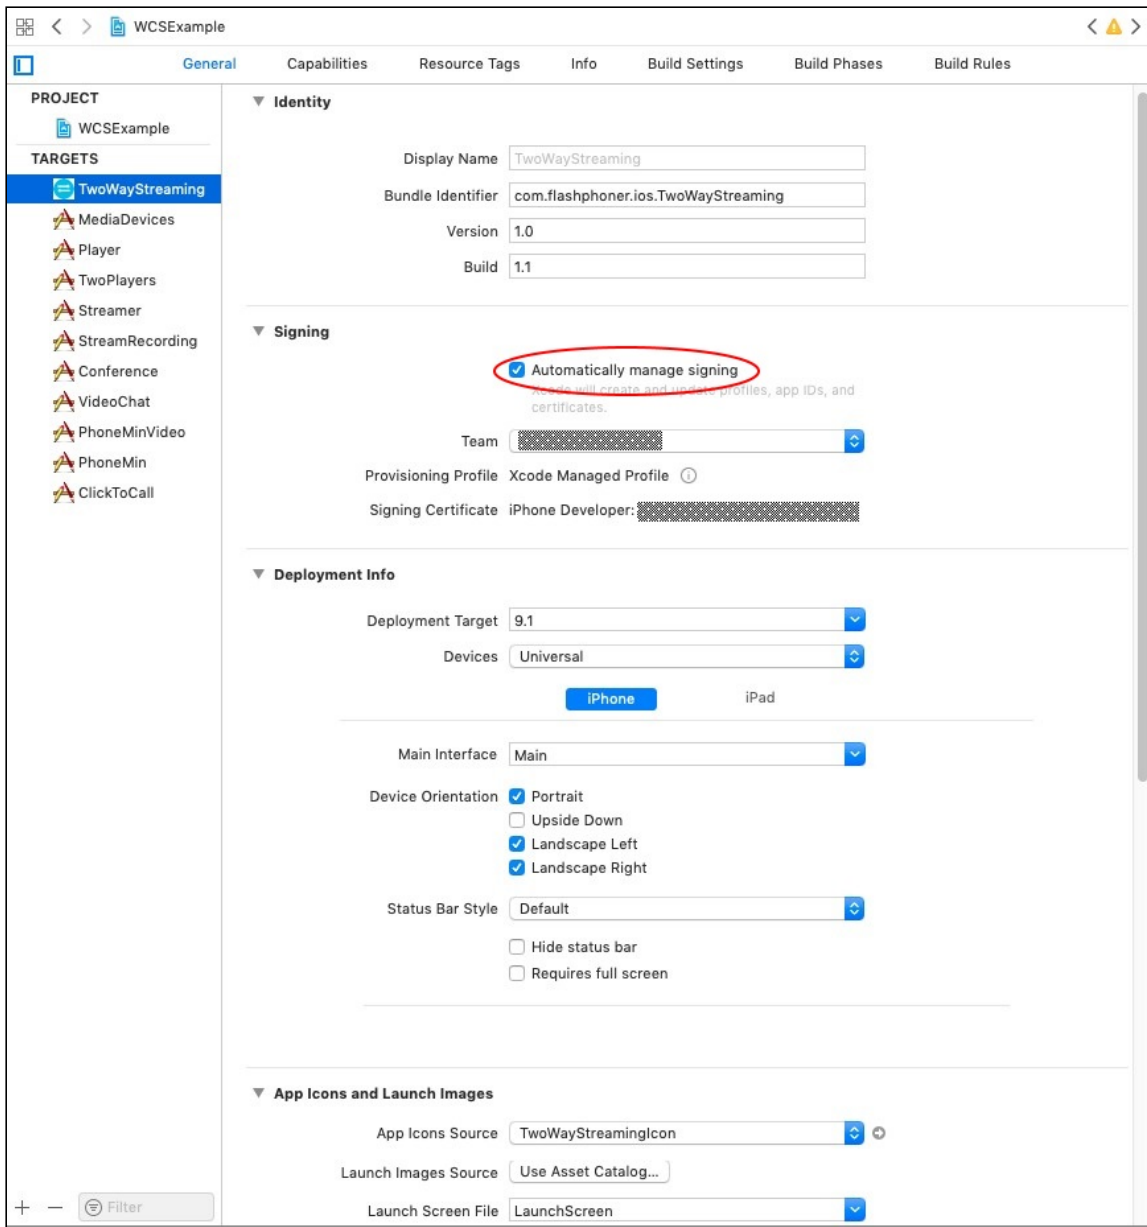 WCSExample
General Capabilities Resource Tags Info Build Settings Build Phases Build Rules
PROJECT
WCSExample
TARGETS
TwoWayStreaming
MediaDevices
Player
TwoPlayers
Streamer
StreamRecording
Conference
VideoChat
PhoneMinVideo
PhoneMin
ClickToCall
Filter
Identity
Display Name TwoWayStreaming
Bundle Identifier com.flashphoner.ios.TwoWayStreaming
Version 1.0
Build 1.1
Signing
Automatically manage signing
Xcode will create and update profiles, app IDs, and
certificates.
Team
Provisioning Profile Xcode Managed Profile
Signing Certificate iPhone Developer:
Deployment Info
Deployment Target 9.1
Devices Universal
iPhone iPad
Main Interface Main
Device Orientation Portrait
Upside Down
Landscape Left
Landscape Right
Status Bar Style Default
Hide status bar
Requires full screen
App Icons and Launch Images
App Icons Source TwoWayStreamingIcon
Launch Images Source Use Asset Catalog...
Launch Screen File LaunchScreen